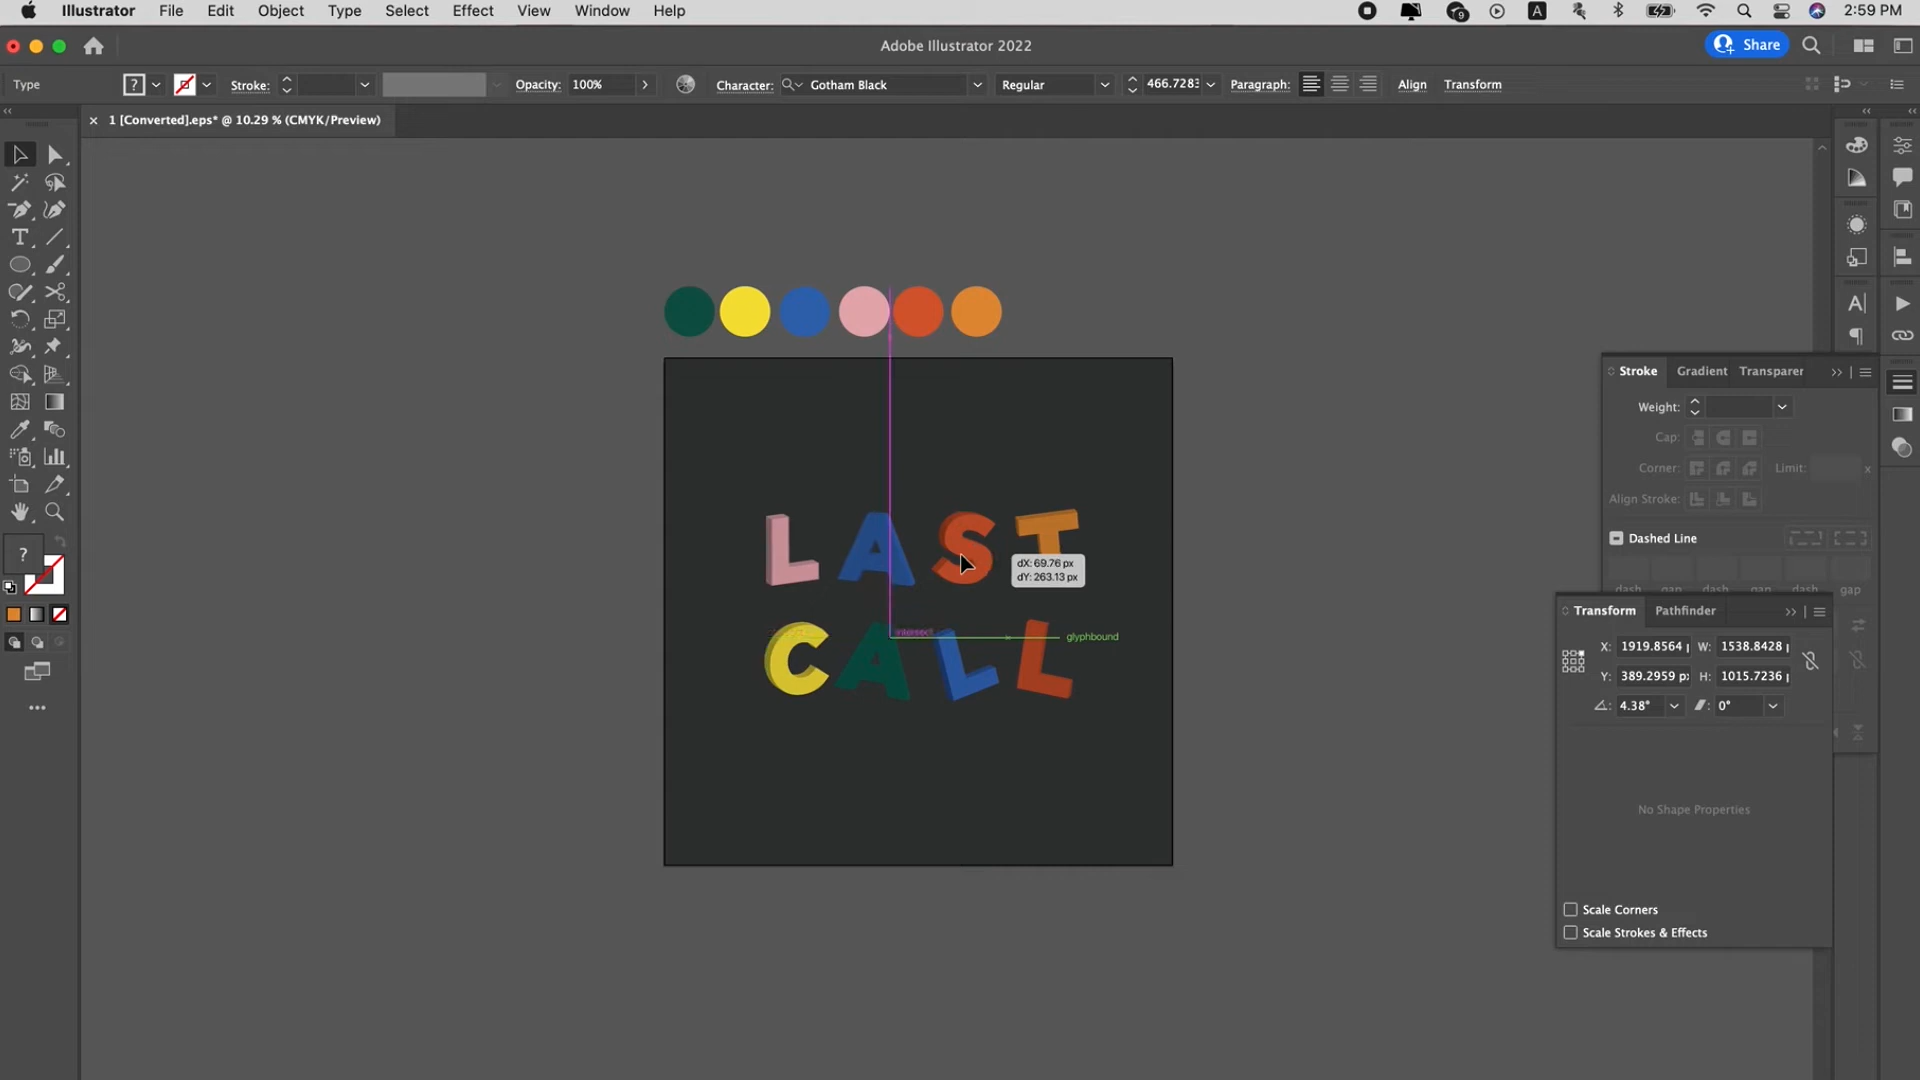 Illustrator File Edit Object Type Select Effect View Window Help 9 A 2:59 PM
Adobe Illustrator 2022 Share
Type ? Stroke: Opacity: 100% Character: Gotham Black Regular 466.728 Paragraph: Align Transform
× 1 [Converted].eps* @ 10.29 % (CMYK/Preview)
LAST
dX: 69.76 px
dY: 263.13 px
intersect glyphbound
CALL
?
Stroke Gradient Transparer
Weight:
Cap:
Corner: Limit: x
Align Stroke:
Dashed Line
dash gap dash gap dash gap
Transform Pathfinder
X: 1919.8564 W: 1538.8428
Y: 389.2959 px H: 1015.7236
4.38° 0°
No Shape Properties
Scale Corners
Scale Strokes & Effects